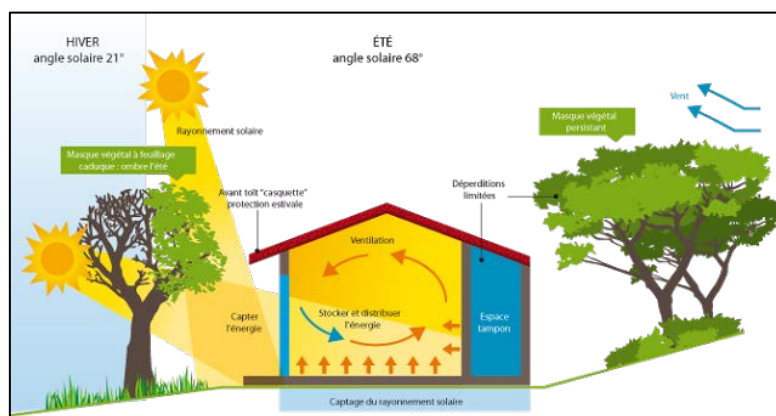 HIVER
angle solaire 21°
ÉTÉ
angle solaire 68°
Rayonnement solaire
Masque végétal à feuillage
caduque : ombre l'été
Avant toît "casquette"
protection estivale
Déperditions
limitées
Masque végétal
persistant
Vent
Ventilation
Capter
l'énergie
Stocker et distribuer
l'énergie
Espace
tampon
Captage du rayonnement solaire